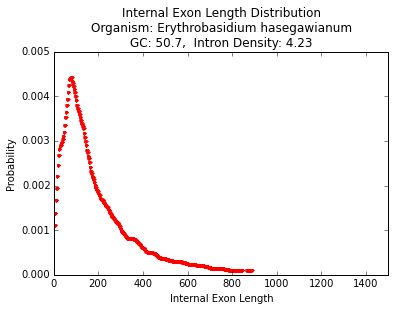 Internal Exon Length Distribution
Organism: Erythrobasidium hasegawianum
GC: 50.7,  Intron Density: 4.23
0.005
0.004
0.003
0.002
0.001
0.000
Probability
0 200 400 600 800 1000 1200 1400
Internal Exon Length